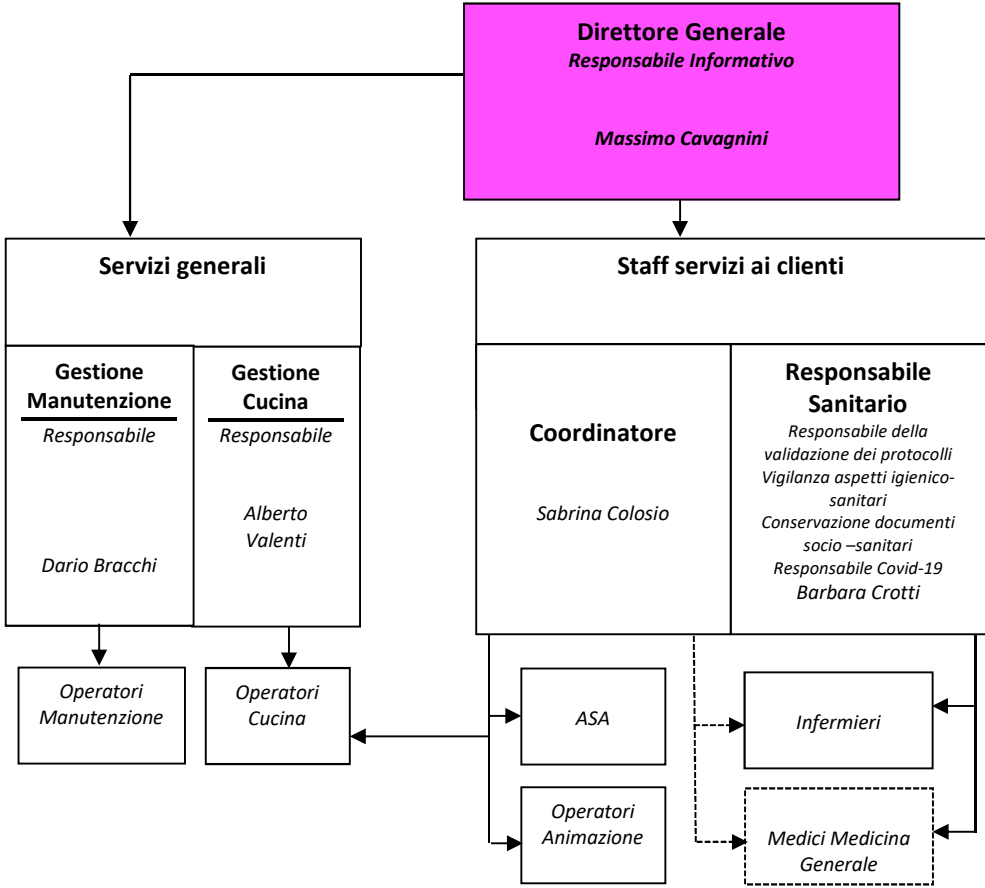 Direttore Generale
Responsabile Informativo
Massimo Cavagnini
Servizi generali
Staff servizi ai clienti
Gestione
Manutenzione
Responsabile
Dario Bracchi
Gestione
Cucina
Responsabile
Alberto
Valenti
Coordinatore
Sabrina Colosio
Responsabile
Sanitario
Responsabile della
validazione dei protocolli
Vigilanza aspetti igienico-
sanitari
Conservazione documenti
socio –sanitari
Responsabile Covid-19
Barbara Crotti
Operatori
Manutenzione
Operatori
Cucina
ASA
Infermieri
Operatori
Animazione
Medici Medicina
Generale